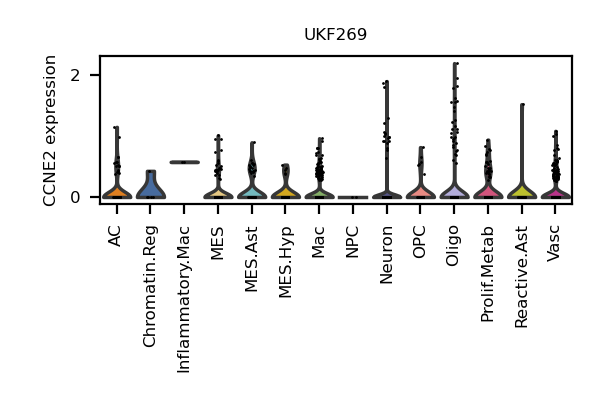 UKF269
CCNE2 expression
2
0
AC
Chromatin.Reg
Inflammatory.Mac
MES
MES.Ast
MES.Hyp
Mac
NPC
Neuron
OPC
Oligo
Prolif.Metab
Reactive.Ast
Vasc